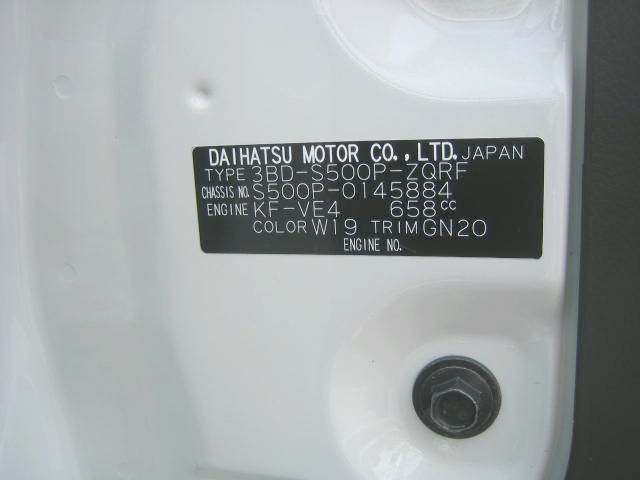 DAIHATSU MOTOR CO.,LTD. JAPAN
TYPE 3BD-S500P-ZQRF
CHASSIS NO. S500P-0145884
ENGINE KF-VE4 658cc
COLOR W19 TRIM GN20
ENGINE NO.